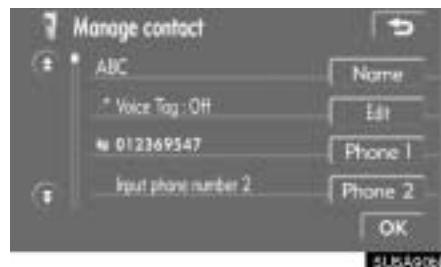 Manage contact
ABC Name
* Voice Tag : Off Edit
012369547 Phone 1
Input phone number 2 Phone 2
OK